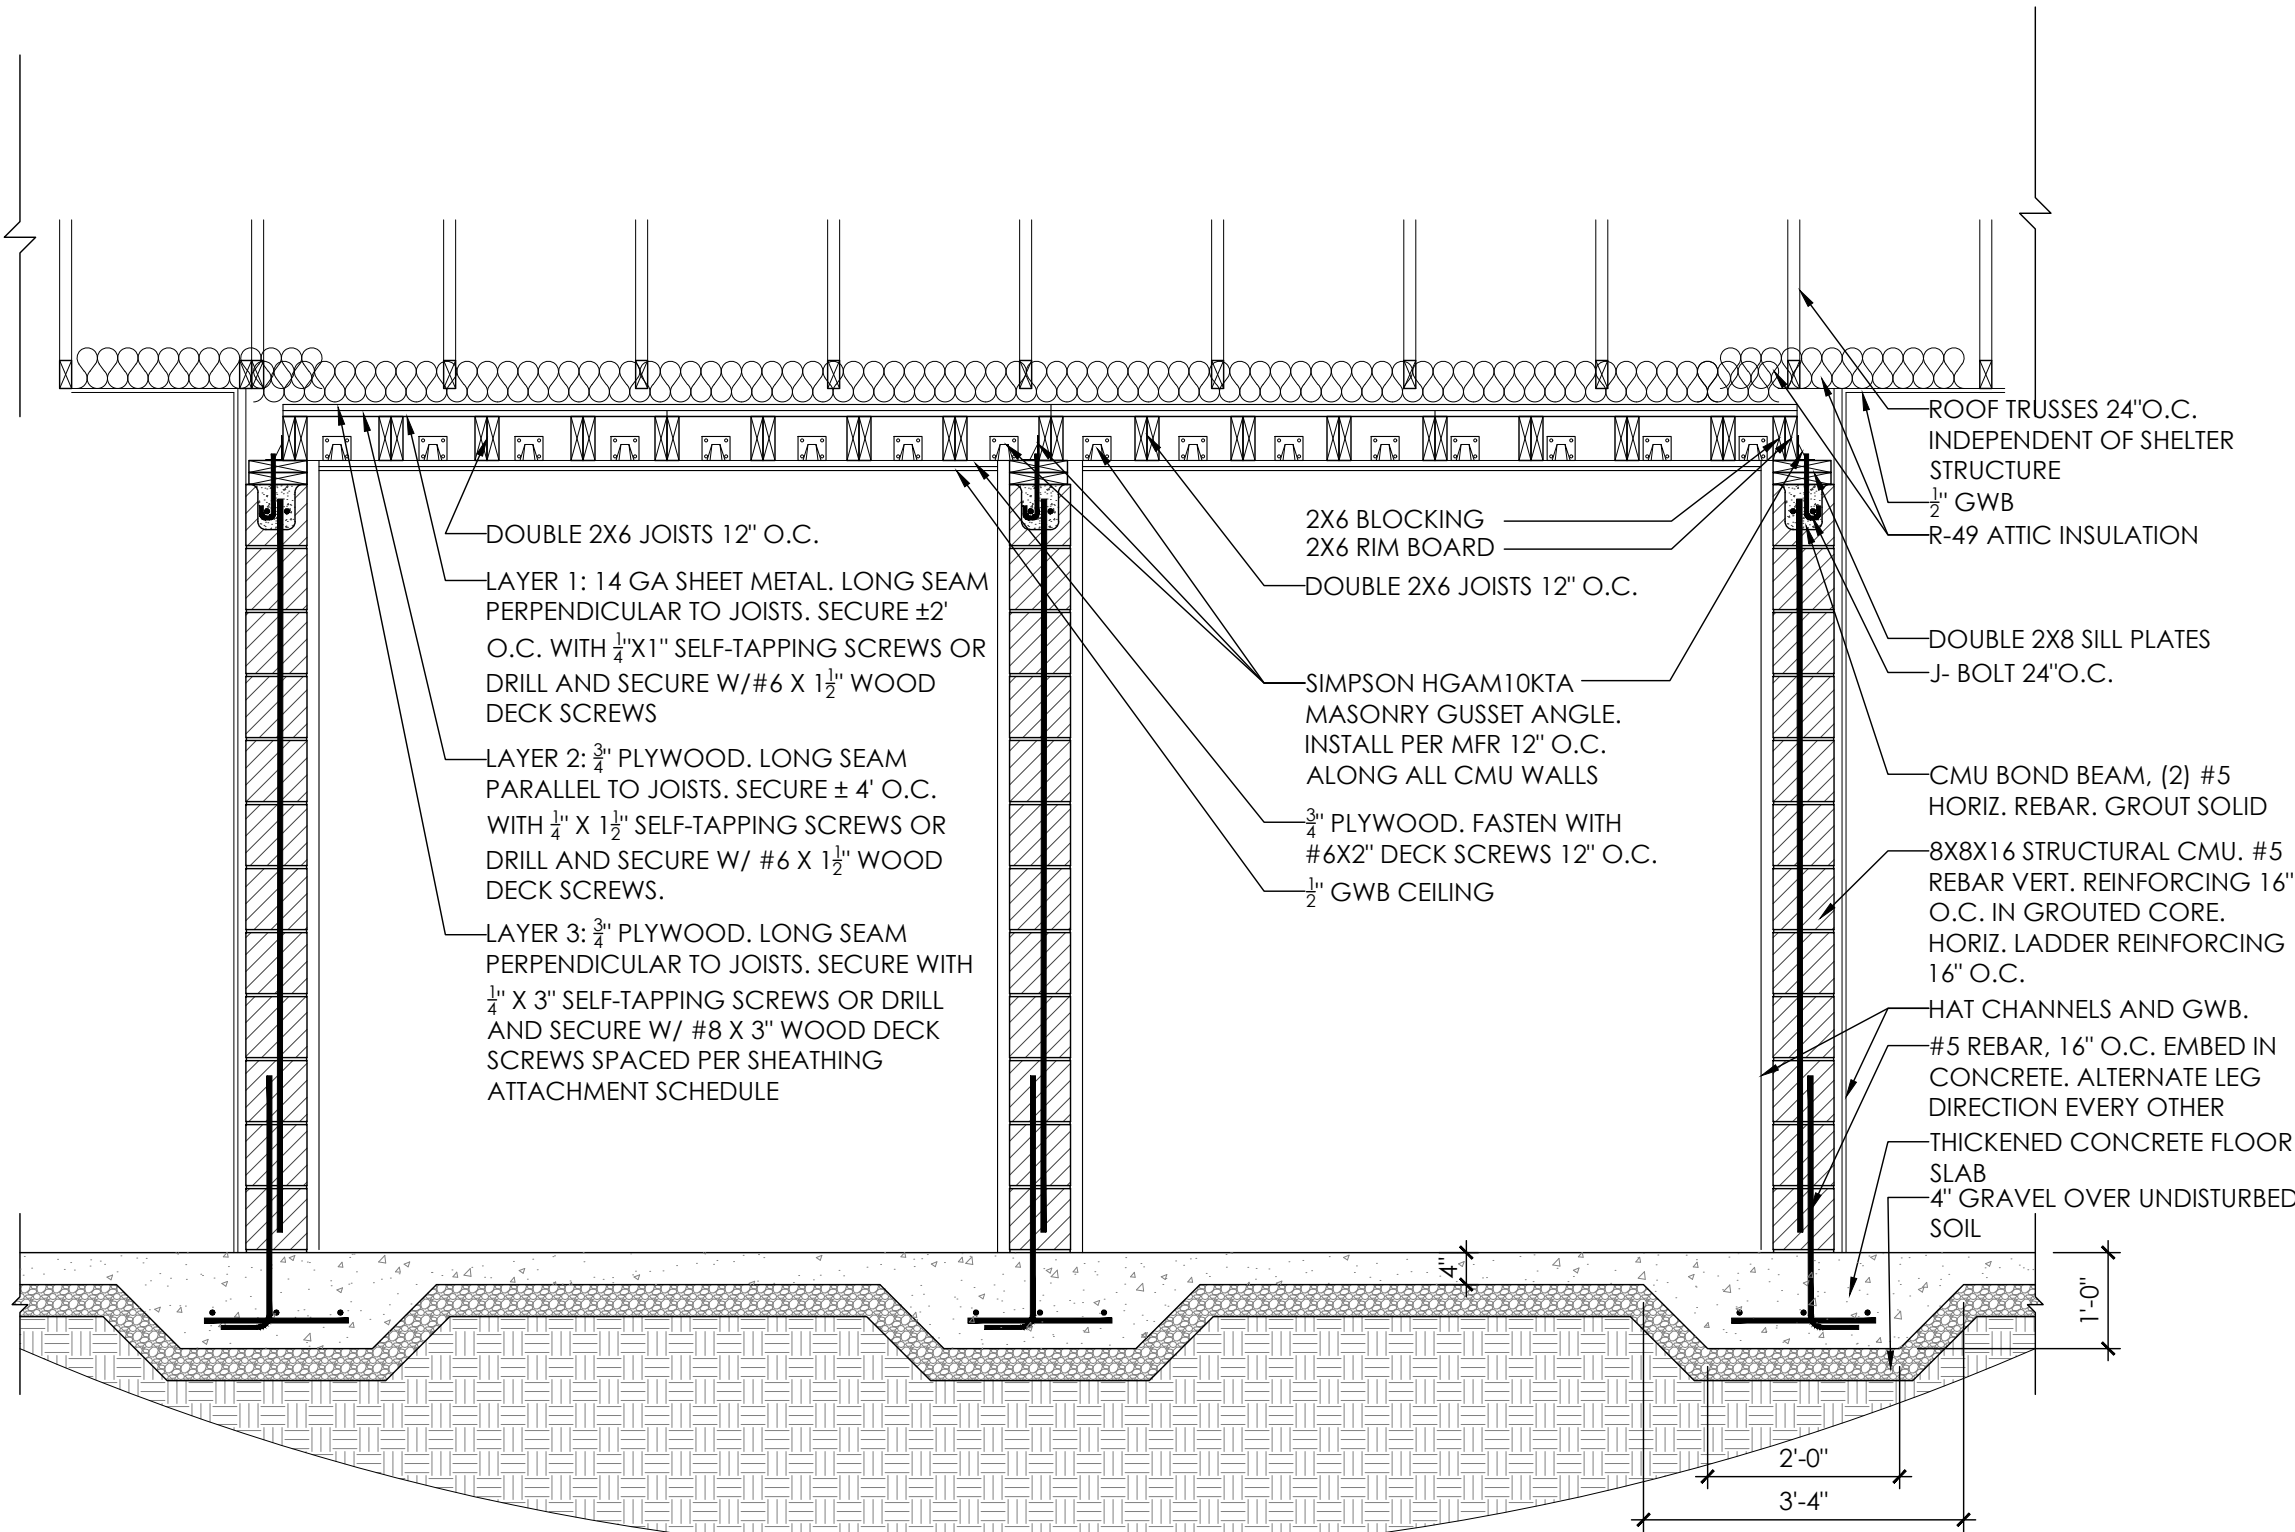 DOUBLE 2X6 JOISTS 12" O.C.
LAYER 1: 14 GA SHEET METAL. LONG SEAM
PERPENDICULAR TO JOISTS. SECURE ±2'
O.C. WITH 1/4"X1" SELF-TAPPING SCREWS OR
DRILL AND SECURE W/#6 X 1 1/2" WOOD
DECK SCREWS
LAYER 2: 3/4" PLYWOOD. LONG SEAM
PARALLEL TO JOISTS. SECURE ± 4' O.C.
WITH 1/4" X 1 1/2" SELF-TAPPING SCREWS OR
DRILL AND SECURE W/ #6 X 1 1/2" WOOD
DECK SCREWS.
LAYER 3: 3/4" PLYWOOD. LONG SEAM
PERPENDICULAR TO JOISTS. SECURE WITH
1/4" X 3" SELF-TAPPING SCREWS OR DRILL
AND SECURE W/ #8 X 3" WOOD DECK
SCREWS SPACED PER SHEATHING
ATTACHMENT SCHEDULE
2X6 BLOCKING
2X6 RIM BOARD
DOUBLE 2X6 JOISTS 12" O.C.
SIMPSON HGAM10KTA
MASONRY GUSSET ANGLE.
INSTALL PER MFR 12" O.C.
ALONG ALL CMU WALLS
3/4" PLYWOOD. FASTEN WITH
#6X2" DECK SCREWS 12" O.C.
1/2" GWB CEILING
ROOF TRUSSES 24"O.C.
INDEPENDENT OF SHELTER
STRUCTURE
1/2" GWB
R-49 ATTIC INSULATION
DOUBLE 2X8 SILL PLATES
J- BOLT 24"O.C.
CMU BOND BEAM, (2) #5
HORIZ. REBAR. GROUT SOLID
8X8X16 STRUCTURAL CMU. #5
REBAR VERT. REINFORCING 16"
O.C. IN GROUTED CORE.
HORIZ. LADDER REINFORCING
16" O.C.
HAT CHANNELS AND GWB.
#5 REBAR, 16" O.C. EMBED IN
CONCRETE. ALTERNATE LEG
DIRECTION EVERY OTHER
THICKENED CONCRETE FLOOR
SLAB
4" GRAVEL OVER UNDISTURBED
SOIL
4"
1'-0"
2'-0"
3'-4"